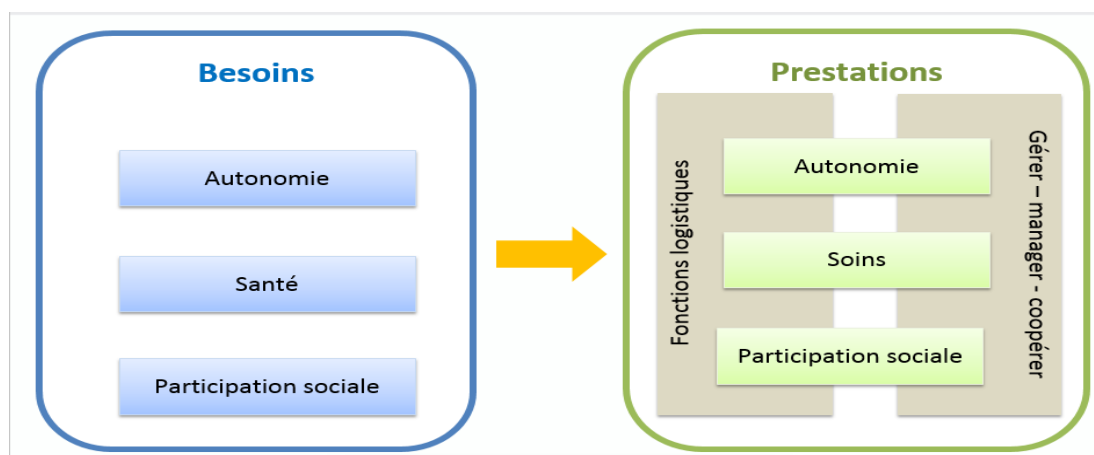 Besoins
Autonomie
Santé
Participation sociale
Prestations
Fonctions logistiques
Autonomie
Soins
Participation sociale
Gérer – manager - coopérer